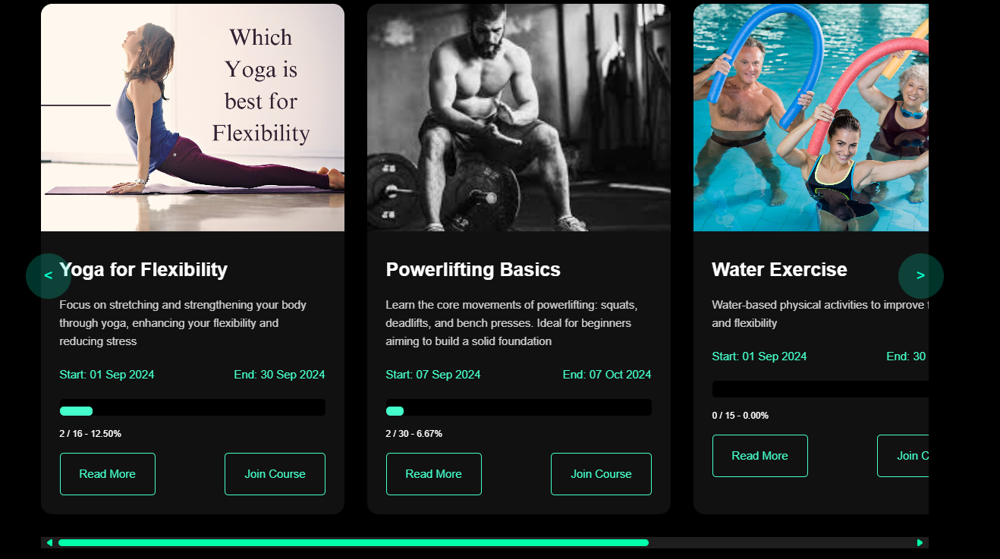 Which
Yoga is
best for
Flexibility
Yoga for Flexibility
Focus on stretching and strengthening your body
through yoga, enhancing your flexibility and
reducing stress
Start: 01 Sep 2024 End: 30 Sep 2024
2 / 16 - 12.50%
Read More Join Course
Powerlifting Basics
Learn the core movements of powerlifting: squats,
deadlifts, and bench presses. Ideal for beginners
aiming to build a solid foundation
Start: 07 Sep 2024 End: 07 Oct 2024
2 / 30 - 6.67%
Read More Join Course
Water Exercise
Water-based physical activities to improve
and flexibility
Start: 01 Sep 2024 End: 30
0 / 15 - 0.00%
Read More Join C
< >